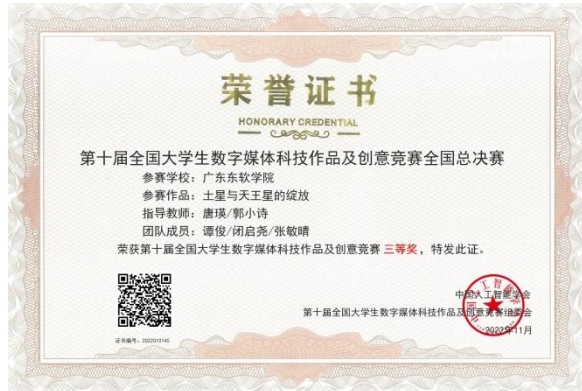 荣誉证书
HONORARY CREDENTIAL
第十届全国大学生数字媒体科技作品及创意竞赛全国总决赛
参赛学校：广东东软学院
参赛作品：土星与天王星的绽放
指导教师：唐瑛/郭小诗
团队成员：谭俊/闭启尧/张敏晴
荣获第十届全国大学生数字媒体科技作品及创意竞赛 三等奖，特发此证。
中国人工智能学会
第十届全国大学生数字媒体科技作品及创意竞赛组委会
2022年11月
证书编号：2022010145